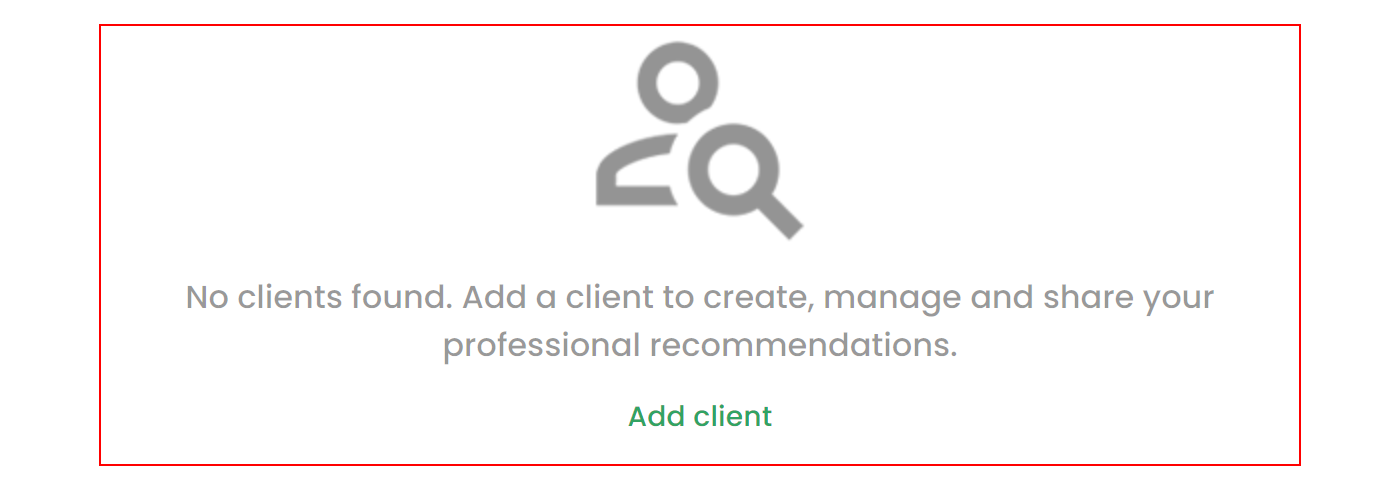 No clients found. Add a client to create, manage and share your
professional recommendations.
Add client